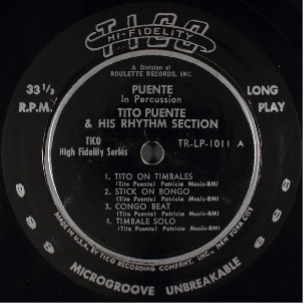 TICO
HI-FIDELITY
A Division of
ROULETTE RECORDS, INC.
PUENTE
In Percussion
33 1/3
R.P.M.
LONG
PLAY
TITO PUENTE
& HIS RHYTHM SECTION
TICO
High Fidelity Series
TR-LP-1011 A
1. TITO ON TIMBALES
(Tito Puente) Patricia Music-BMI
2. STICK ON BONGO
(Tito Puente) Patricia Music-BMI
3. CONGO BEAT
(Tito Puente) Patricia Music-BMI
4. TIMBALE SOLO
(Tito Puente) Patricia Music-BMI
MADE IN U.S.A. BY TICO RECORDING COMPANY, INC., NEW YORK CITY
MICROGROOVE UNBREAKABLE